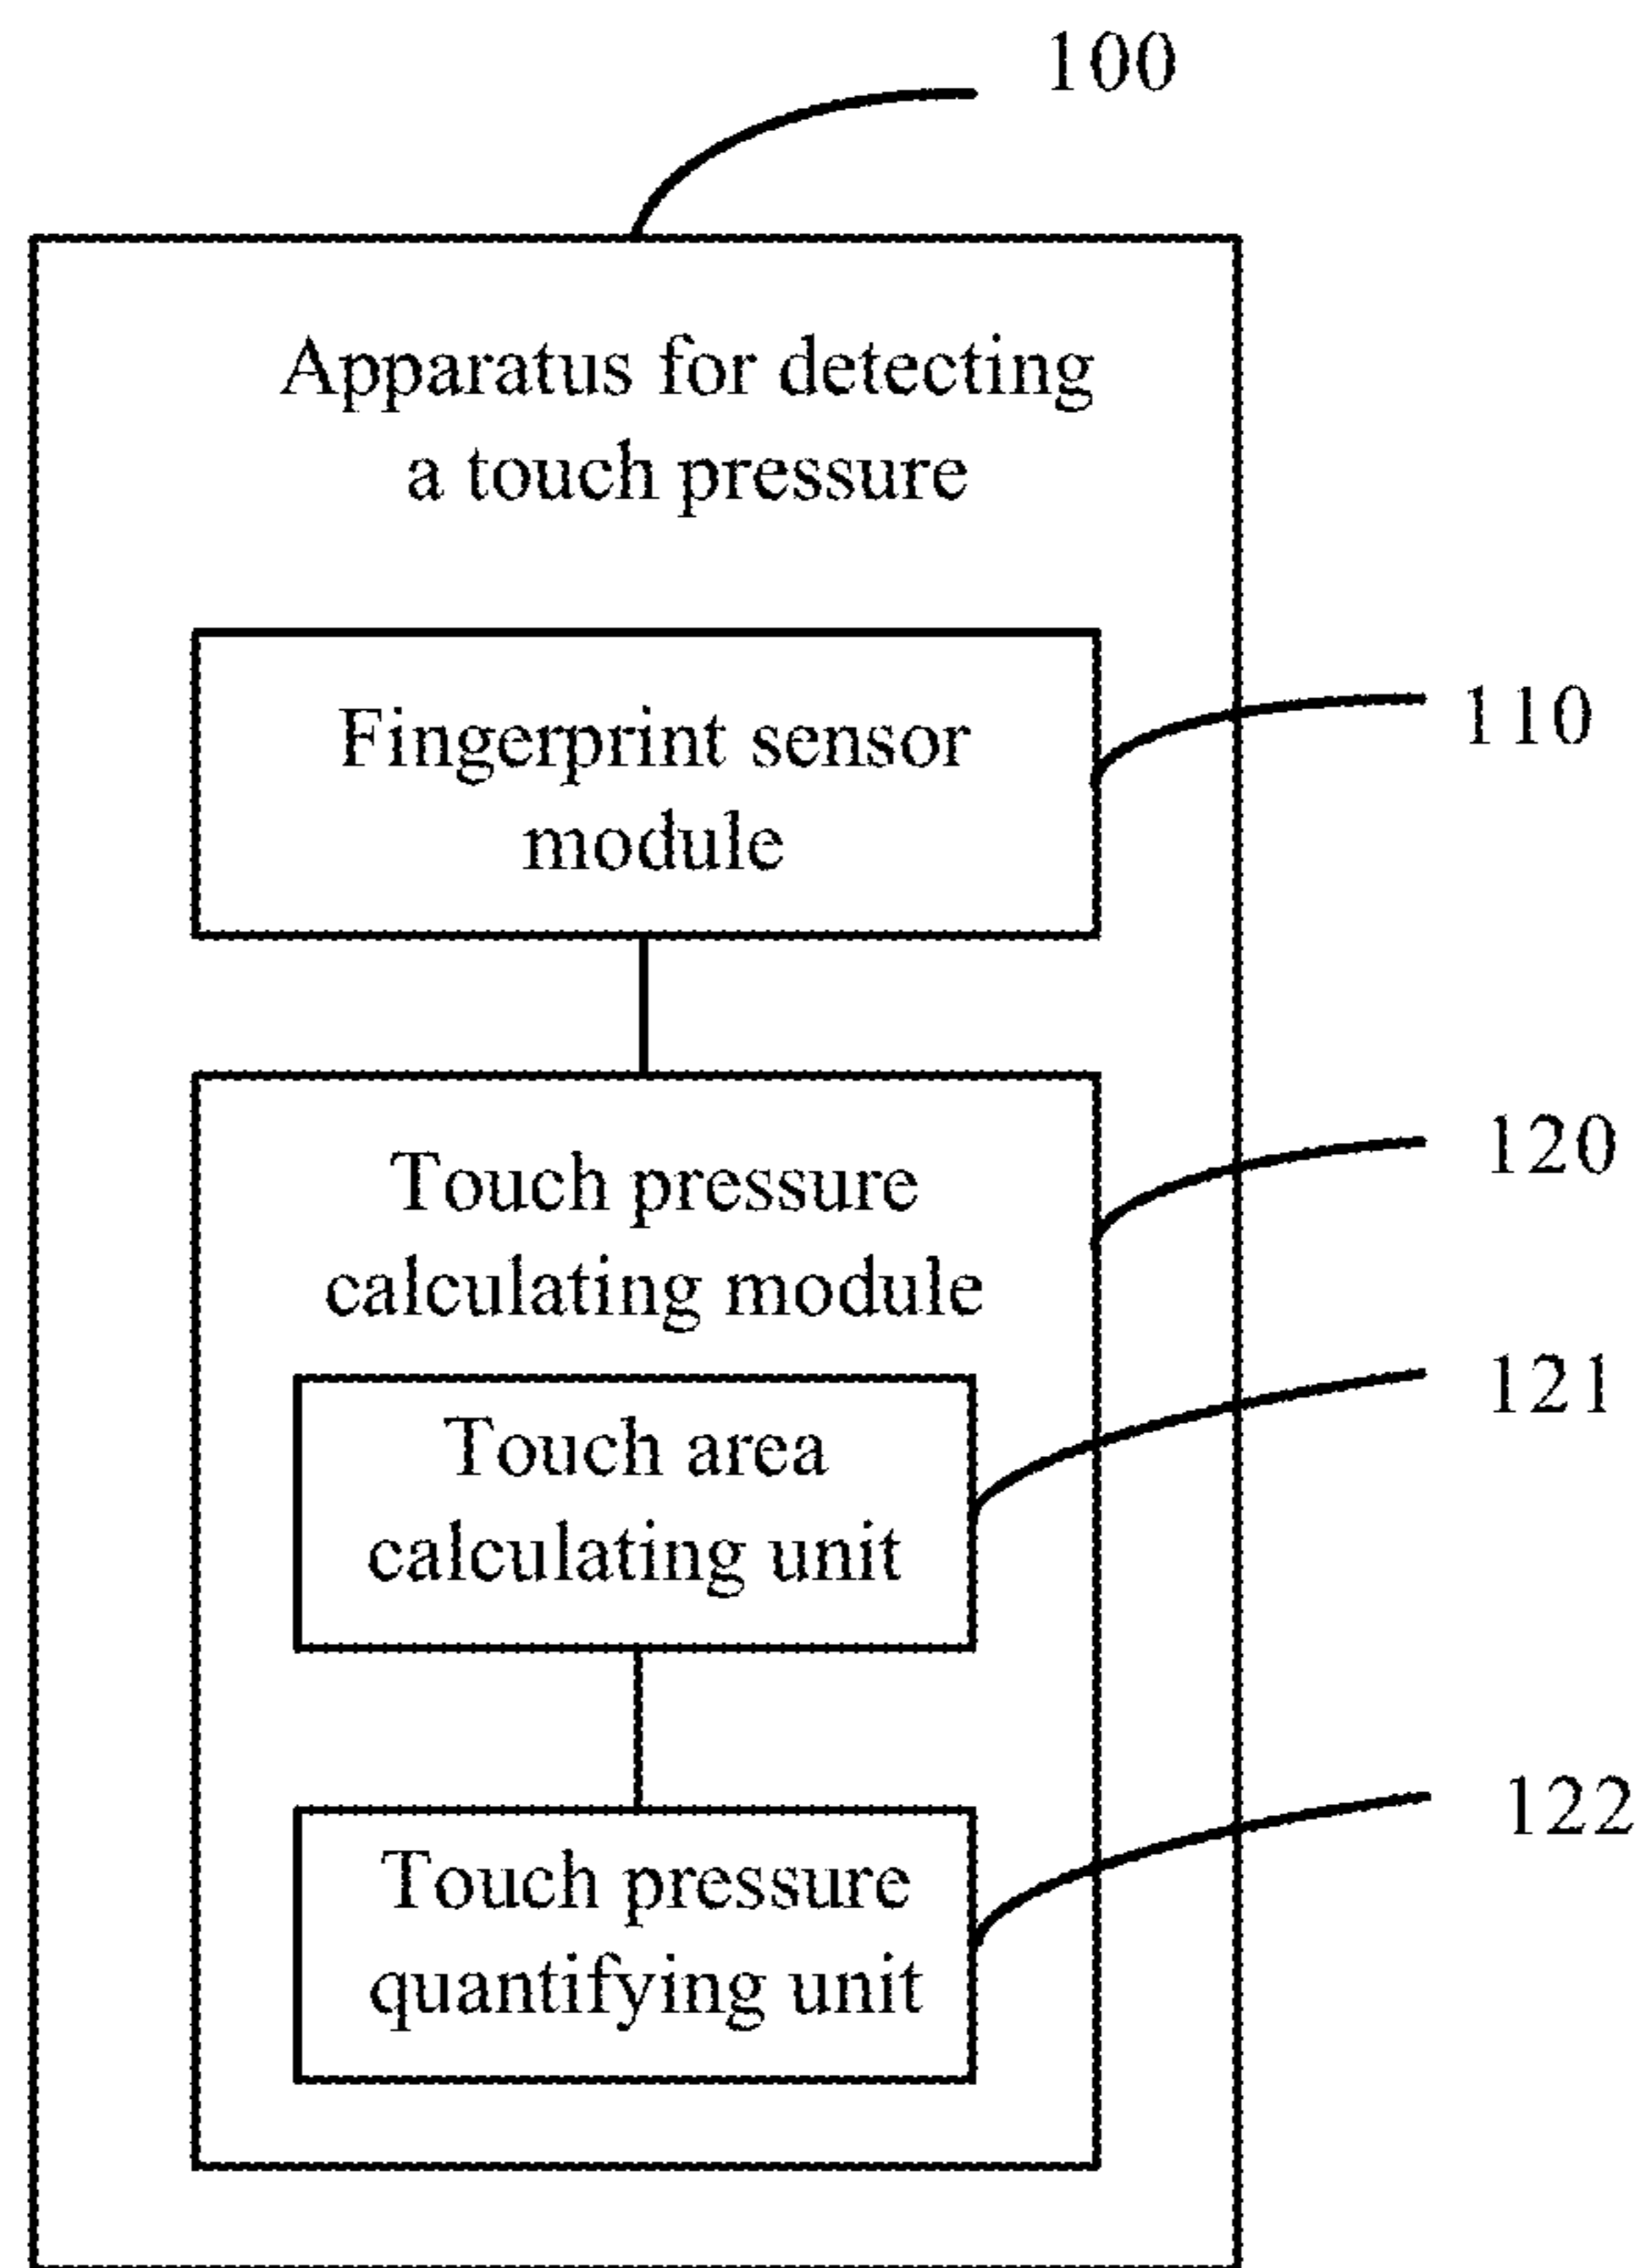 100
Apparatus for detecting
a touch pressure
Fingerprint sensor
module
110
Touch pressure
calculating module
120
Touch area
calculating unit
121
Touch pressure
quantifying unit
122